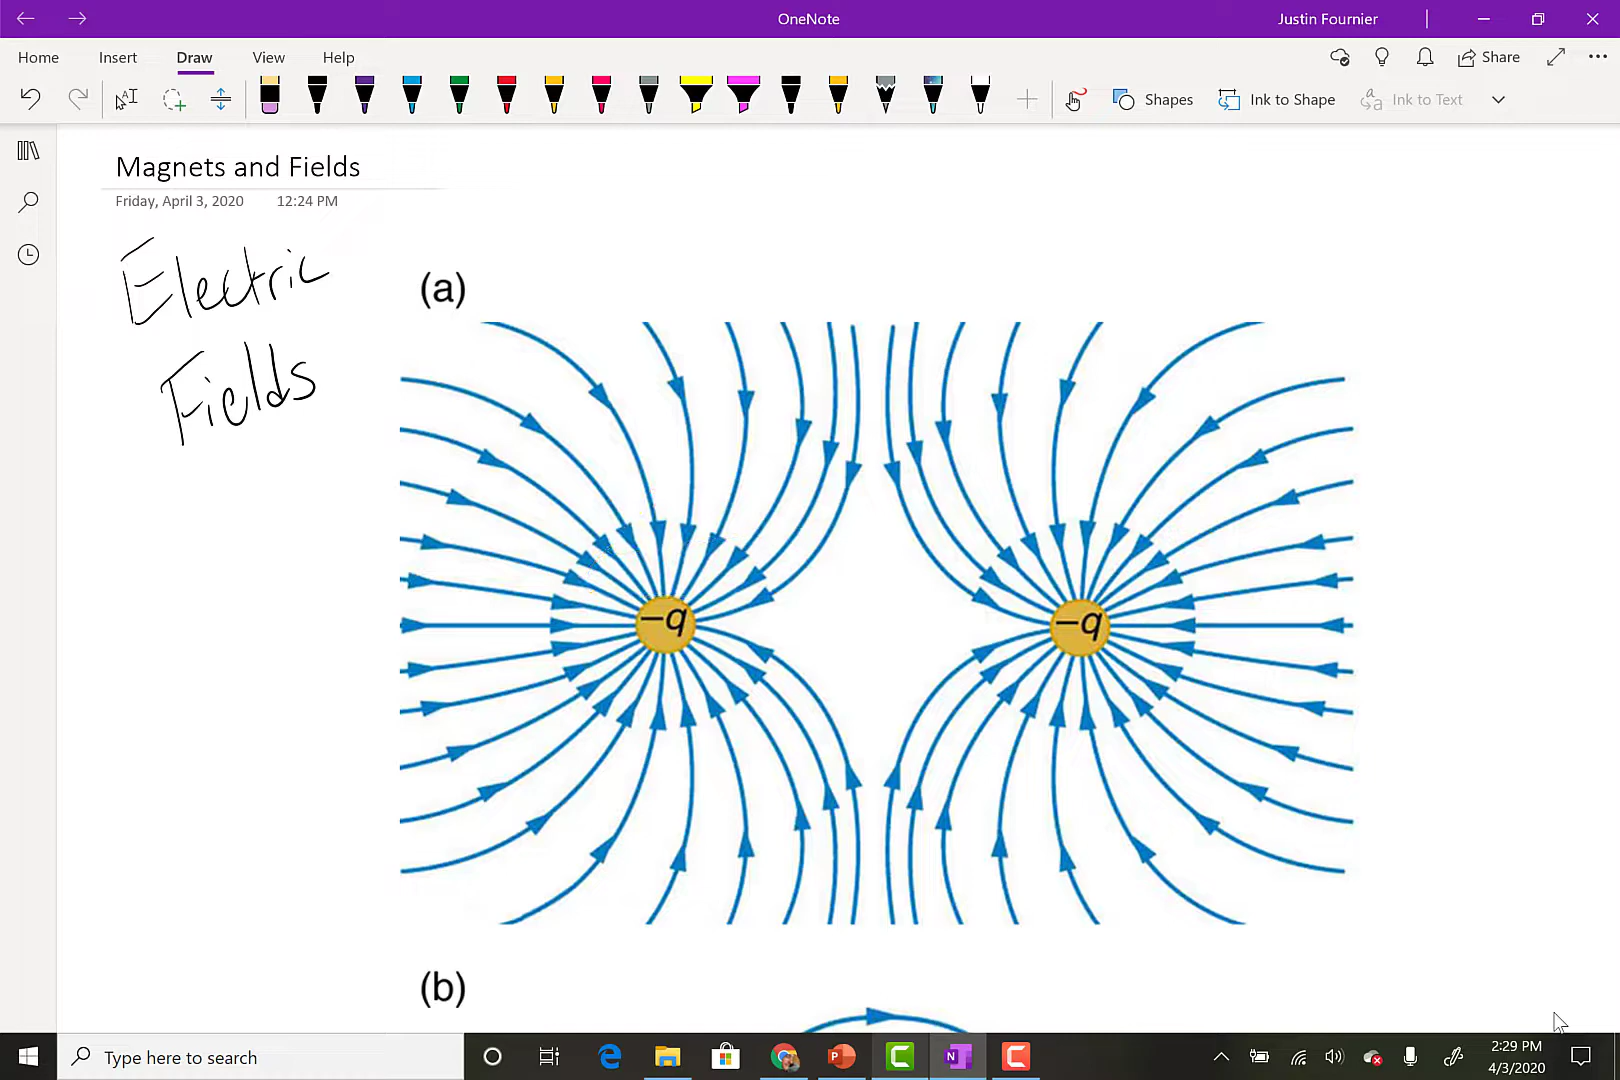 OneNote
Justin Fournier
Home Insert Draw View Help
Share
Shapes Ink to Shape Ink to Text
Magnets and Fields
Friday, April 3, 2020 12:24 PM
Electric
Fields
(a)
−q −q
(b)
Type here to search
2:29 PM
4/3/2020